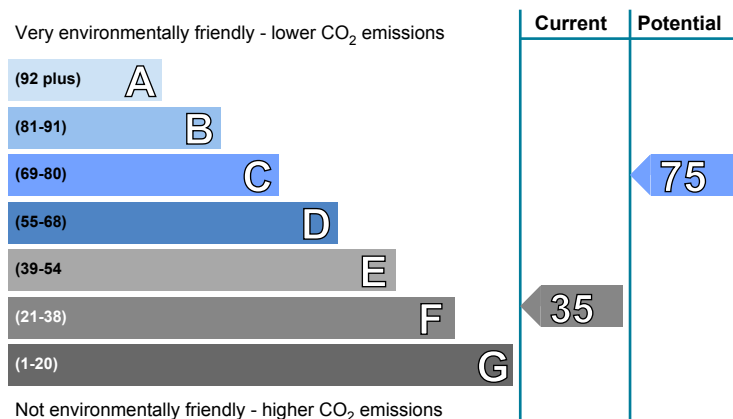 Very environmentally friendly - lower CO₂ emissions
Current
Potential
(92 plus) A
(81-91) B
(69-80) C
75
(55-68) D
(39-54 E
(21-38) F
35
(1-20) G
Not environmentally friendly - higher CO₂ emissions